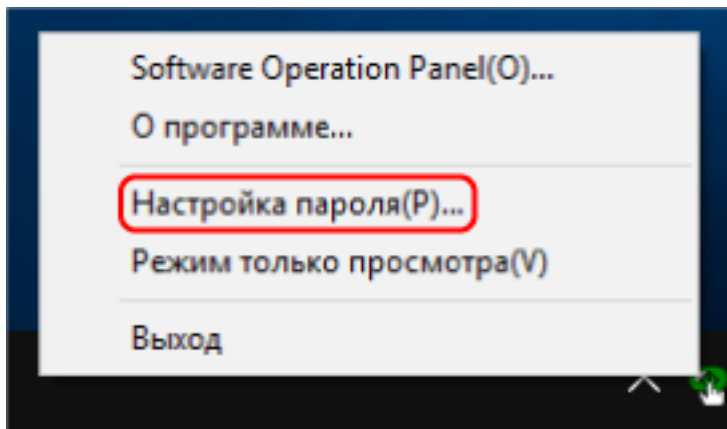 Software Operation Panel(O)...
О программе...
Настройка пароля(P)...
Режим только просмотра(V)
Выход